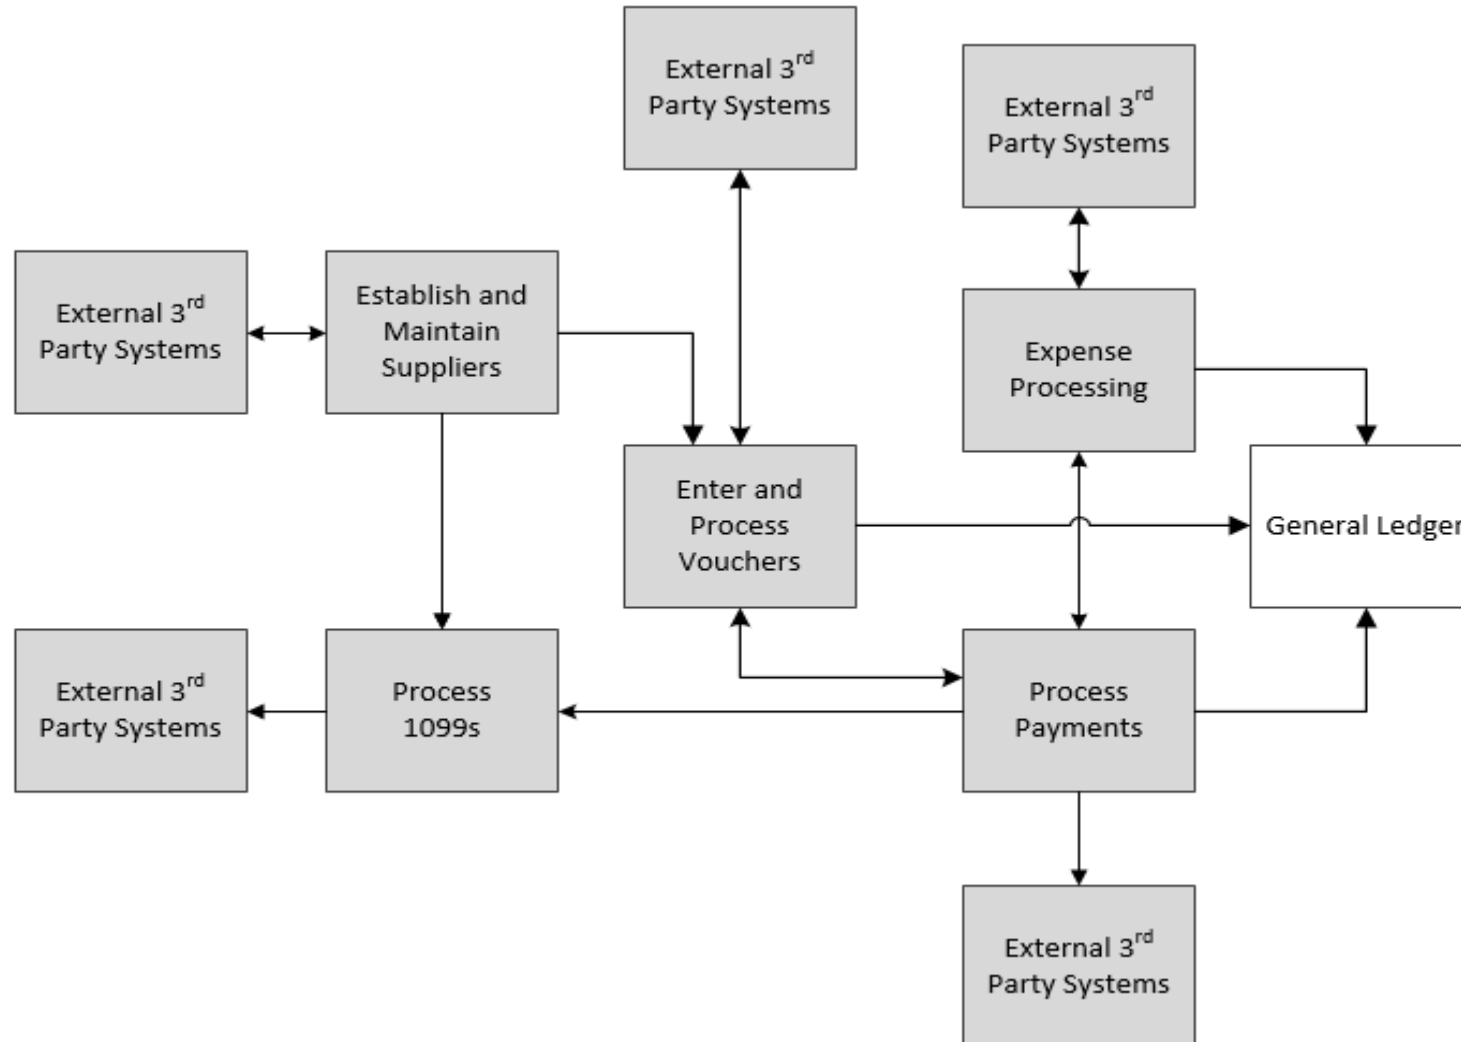 External 3rd
Party Systems
External 3rd
Party Systems
External 3rd
Party Systems
Establish and
Maintain
Suppliers
Expense
Processing
Enter and
Process
Vouchers
General Ledger
External 3rd
Party Systems
Process
1099s
Process
Payments
External 3rd
Party Systems